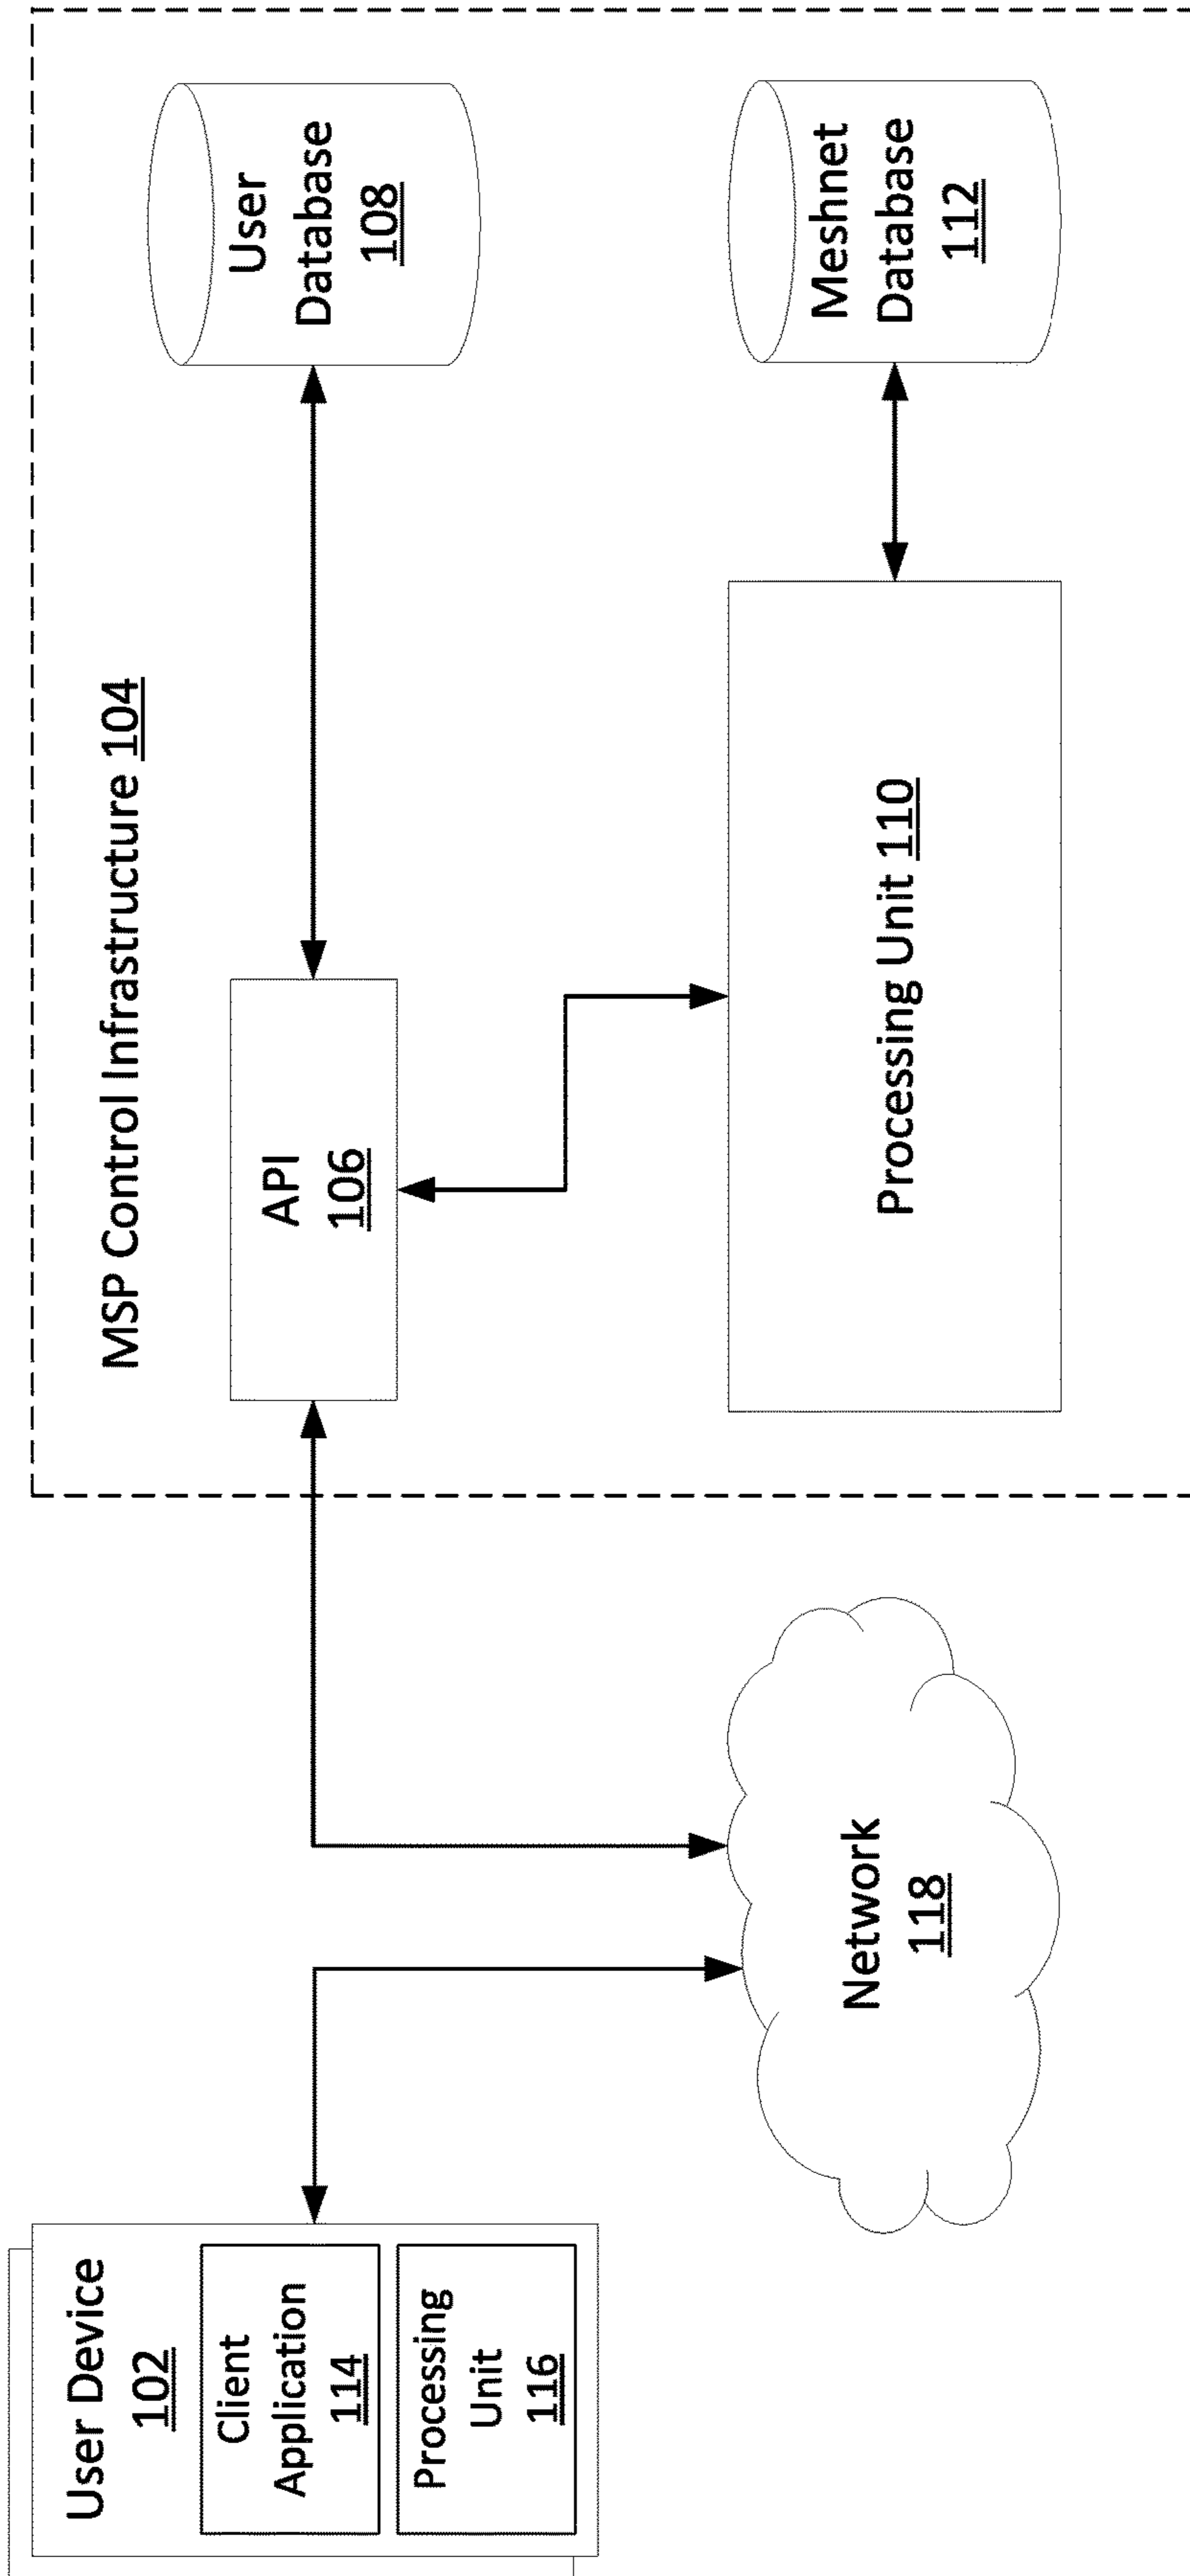 User Device
102
Client
Application
114
Processing
Unit
116
Network
118
MSP Control Infrastructure 104
API
106
User
Database
108
Processing Unit 110
Meshnet
Database
112